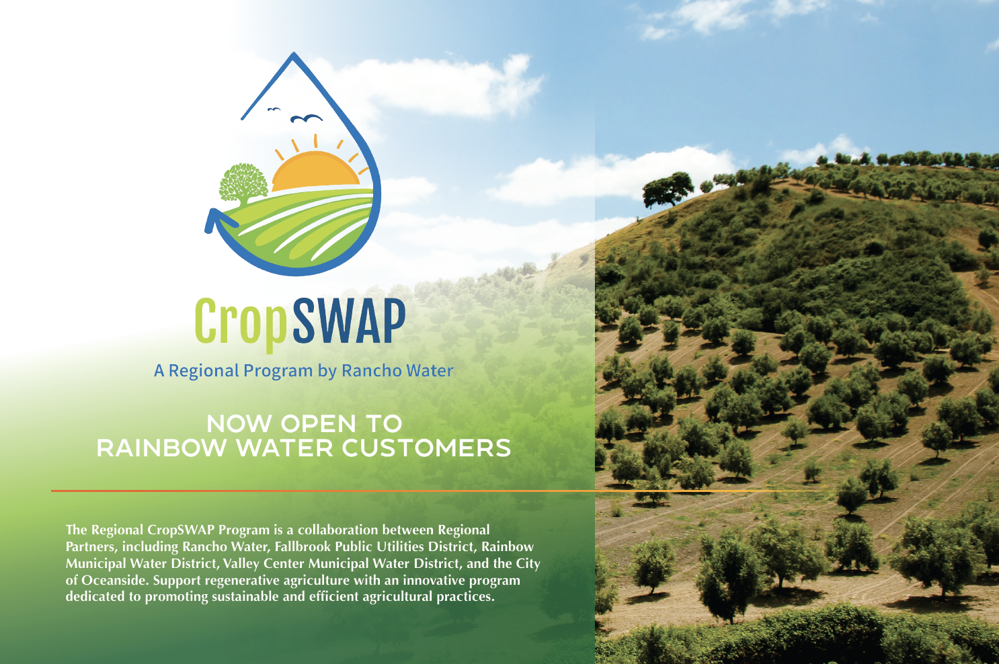 CropSWAP
A Regional Program by Rancho Water
NOW OPEN TO
RAINBOW WATER CUSTOMERS
The Regional CropSWAP Program is a collaboration between Regional
Partners, including Rancho Water, Fallbrook Public Utilities District, Rainbow
Municipal Water District, Valley Center Municipal Water District, and the City
of Oceanside. Support regenerative agriculture with an innovative program
dedicated to promoting sustainable and efficient agricultural practices.